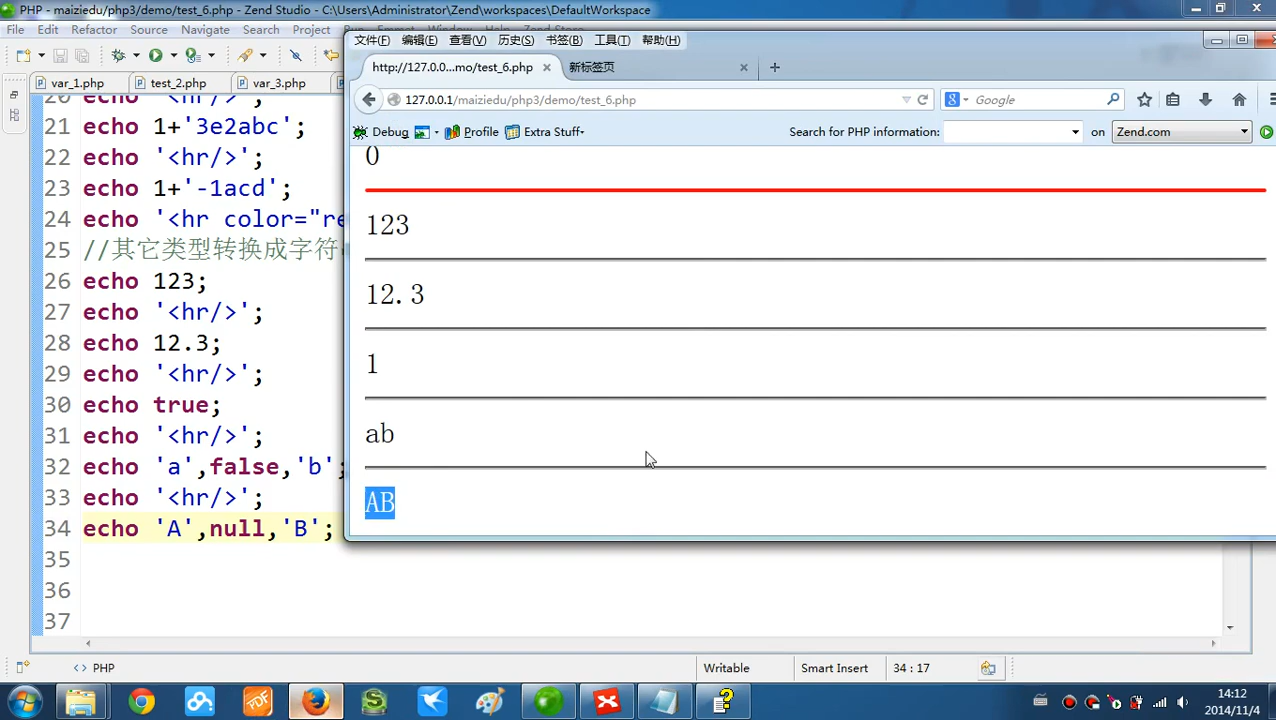 PHP - maiziedu/php3/demo/test_6.php - Zend Studio - C:\Users\Administrator\Zend\workspaces\DefaultWorkspace
File Edit Source Refactor Navigate Search Project
var_1.php test_2.php var_3.php
21 echo 1+'3e2abc';
22 echo '<hr/>';
23 echo 1+'-1acd';
24 echo '<hr color="re
25 //其它类型转换成字符
26 echo 123;
27 echo '<hr/>';
28 echo 12.3;
29 echo '<hr/>';
30 echo true;
31 echo '<hr/>';
32 echo 'a',false,'b';
33 echo '<hr/>';
34 echo 'A',null,'B';
35
36
37
<> PHP
Writable
Smart Insert
34 : 17
文件(F) 编辑(E) 查看(V) 历史(S) 书签(B) 工具(T) 帮助(H)
http://127.0.0...mo/test_6.php × 新标签页 × +
127.0.0.1/maiziedu/php3/demo/test_6.php
Google
Debug Profile Extra Stuff
Search for PHP information:
on Zend.com
0
123
12.3
1
ab
AB
14:12
2014/11/4